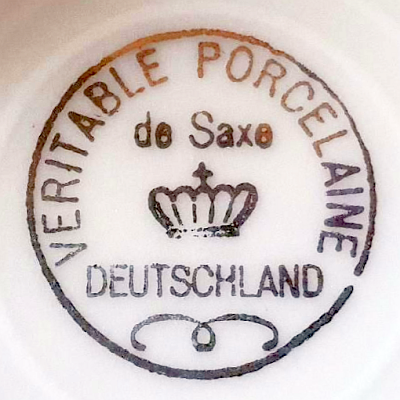 VERITABLE PORCELAINE
de Saxe
DEUTSCHLAND